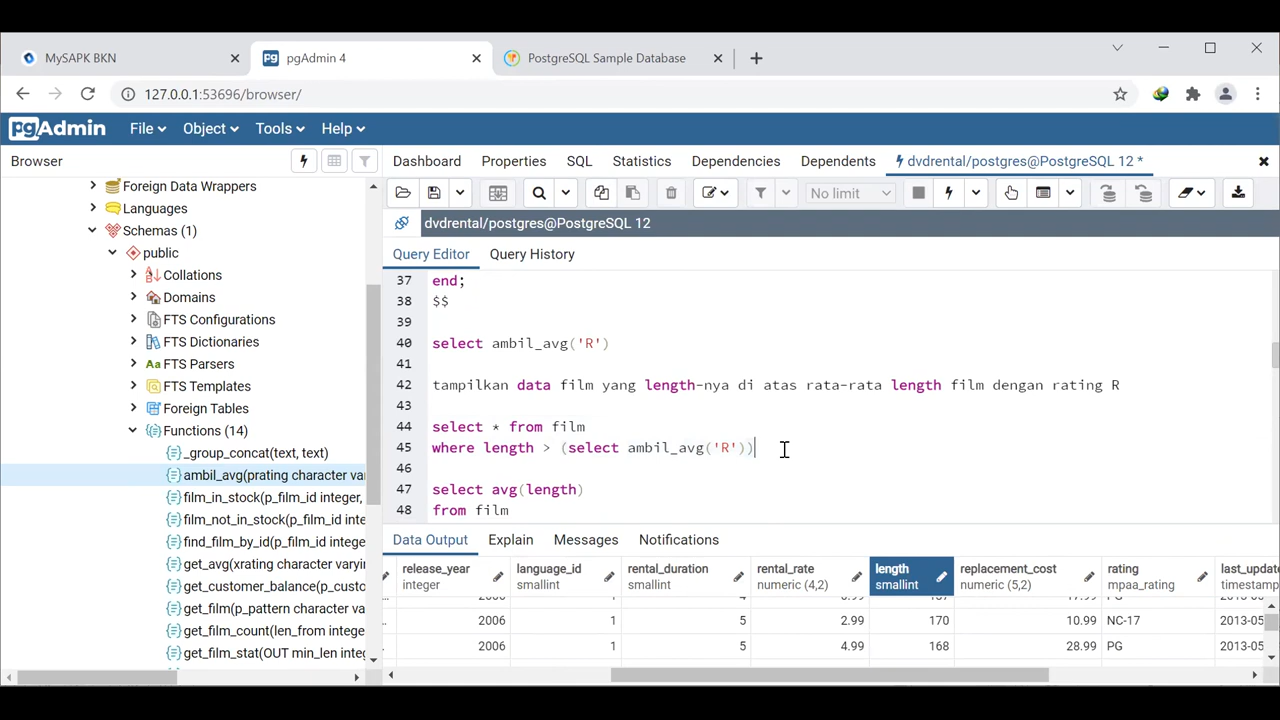 MySAPK BKN
pgAdmin 4
PostgreSQL Sample Database
127.0.0.1:53696/browser/
pgAdmin File Object Tools Help
Browser
Dashboard Properties SQL Statistics Dependencies Dependents dvdrental/postgres@PostgreSQL 12 *
No limit
dvdrental/postgres@PostgreSQL 12
Query Editor Query History
Foreign Data Wrappers
Languages
Schemas (1)
public
Collations
Domains
FTS Configurations
FTS Dictionaries
Aa FTS Parsers
FTS Templates
Foreign Tables
Functions (14)
_group_concat(text, text)
ambil_avg(prating character va
film_in_stock(p_film_id integer,
film_not_in_stock(p_film_id inte
find_film_by_id(p_film_id intege
get_avg(xrating character varyin
get_customer_balance(p_custo
get_film(p_pattern character va
get_film_count(len_from intege
get_film_stat(OUT min_len inte
37 end;
38 $$
39
40 select ambil_avg('R')
41
42 tampilkan data film yang length-nya di atas rata-rata length film dengan rating R
43
44 select * from film
45 where length > (select ambil_avg('R'))
46
47 select avg(length)
48 from film
Data Output Explain Messages Notifications
release_year language_id rental_duration rental_rate length replacement_cost rating last_update
integer smallint smallint numeric (4,2) smallint numeric (5,2) mpaa_rating timestamp
2006 1 5 2.99 170 10.99 NC-17 2013-05
2006 1 5 4.99 168 28.99 PG 2013-05